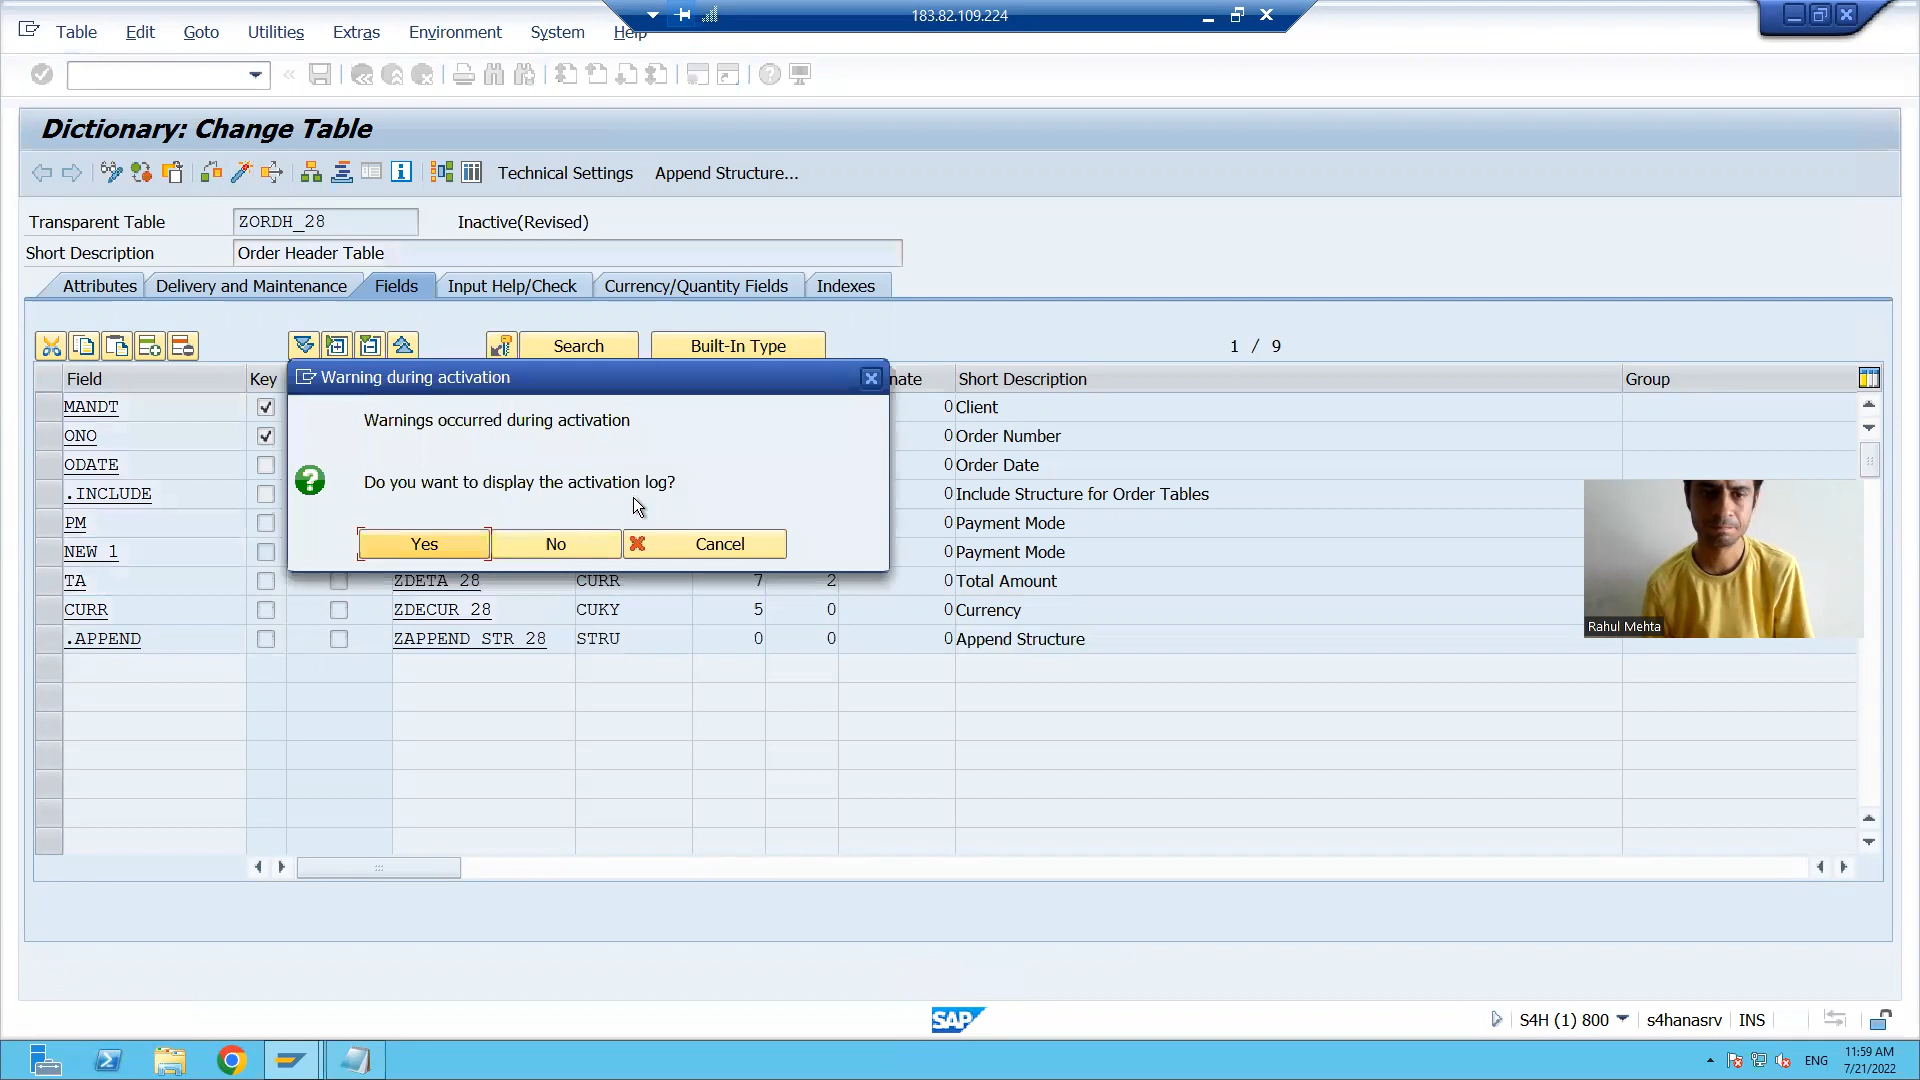 183.82.109.224
Table Edit Goto Utilities Extras Environment System Help
Dictionary: Change Table
Technical Settings Append Structure...
Transparent Table ZORDH_28 Inactive(Revised)
Short Description Order Header Table
Attributes Delivery and Maintenance Fields Input Help/Check Currency/Quantity Fields Indexes
Search Built-In Type 1 / 9
Field Key nate Short Description Group
Warning during activation
MANDT 0 Client
Warnings occurred during activation
ONO 0 Order Number
ODATE 0 Order Date
Do you want to display the activation log?
.INCLUDE 0 Include Structure for Order Tables
PM 0 Payment Mode
Yes No Cancel
NEW_1 0 Payment Mode
TA ZDETA_28 CURR 7 2 0 Total Amount
CURR ZDECUR_28 CUKY 5 0 0 Currency
.APPEND ZAPPEND_STR_28 STRU 0 0 0 Append Structure
Rahul Mehta
SAP
S4H (1) 800 s4hanasrv INS
ENG
11:59 AM
7/21/2022